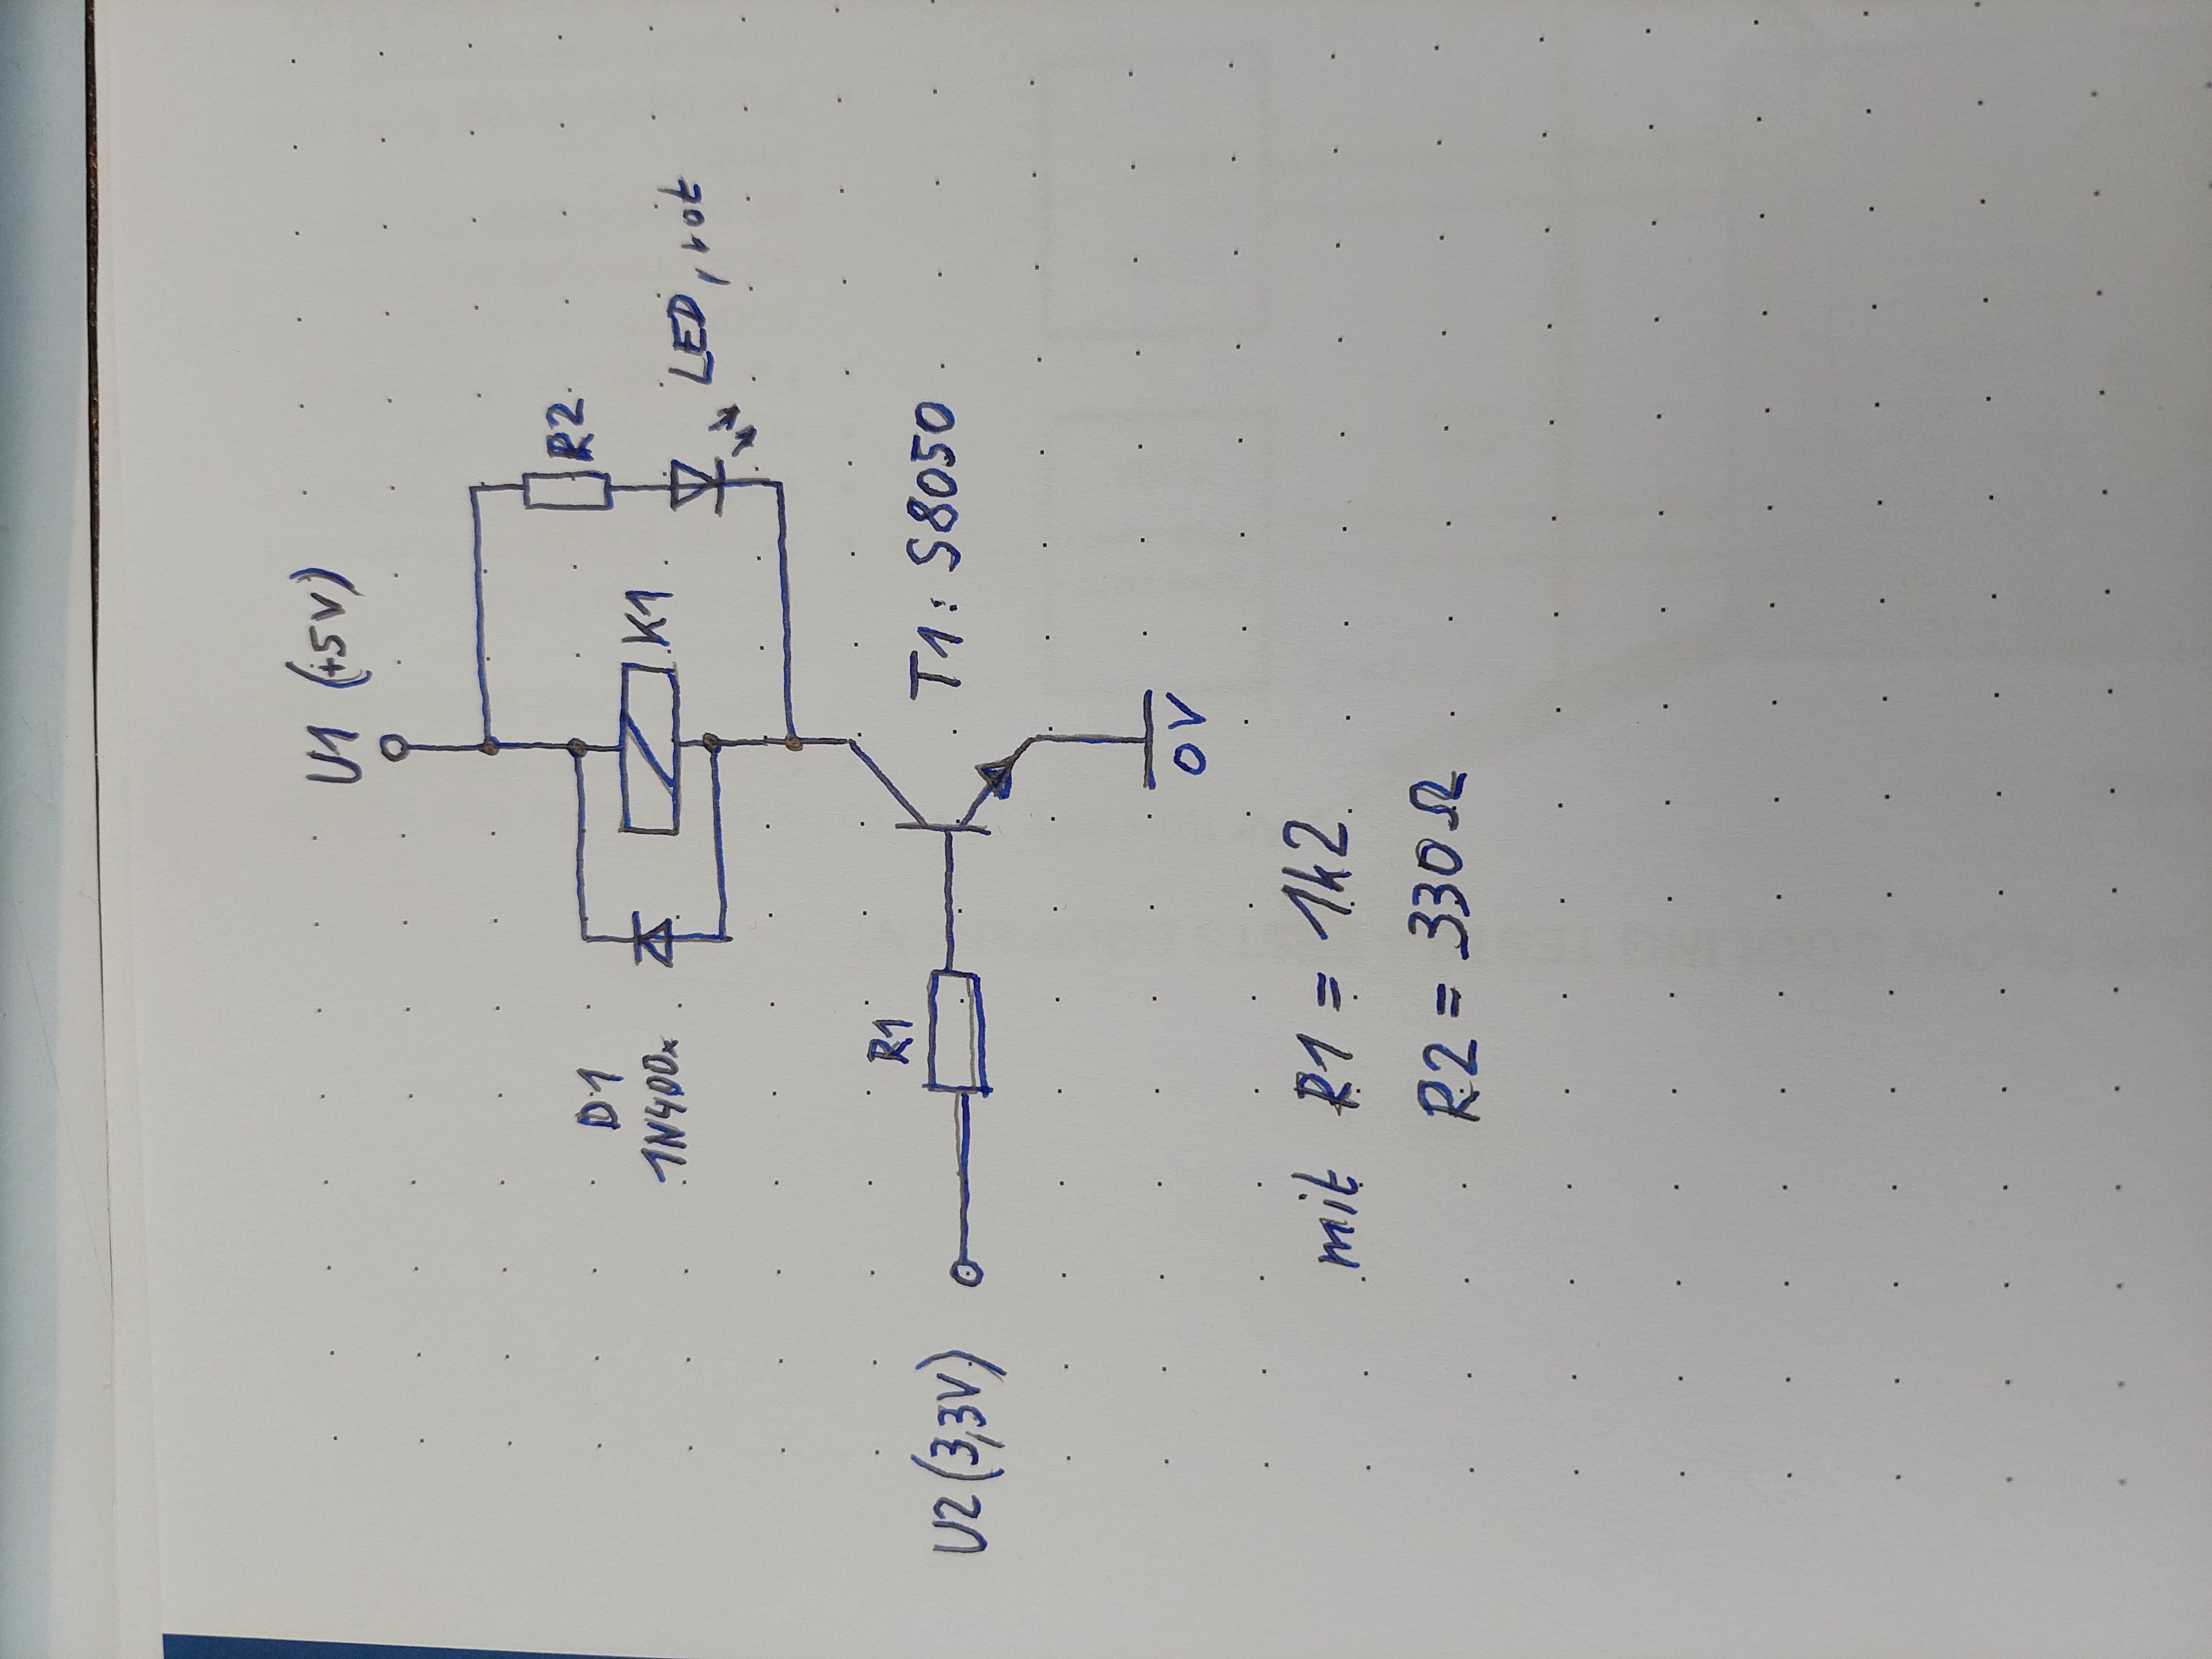 U1 (+5V)
R2
D1
1N400x
K1
LED, rot
R1
U2 (3,3V)
T1: S8050
0V
mit R1 = 1k2
R2 = 330Ω